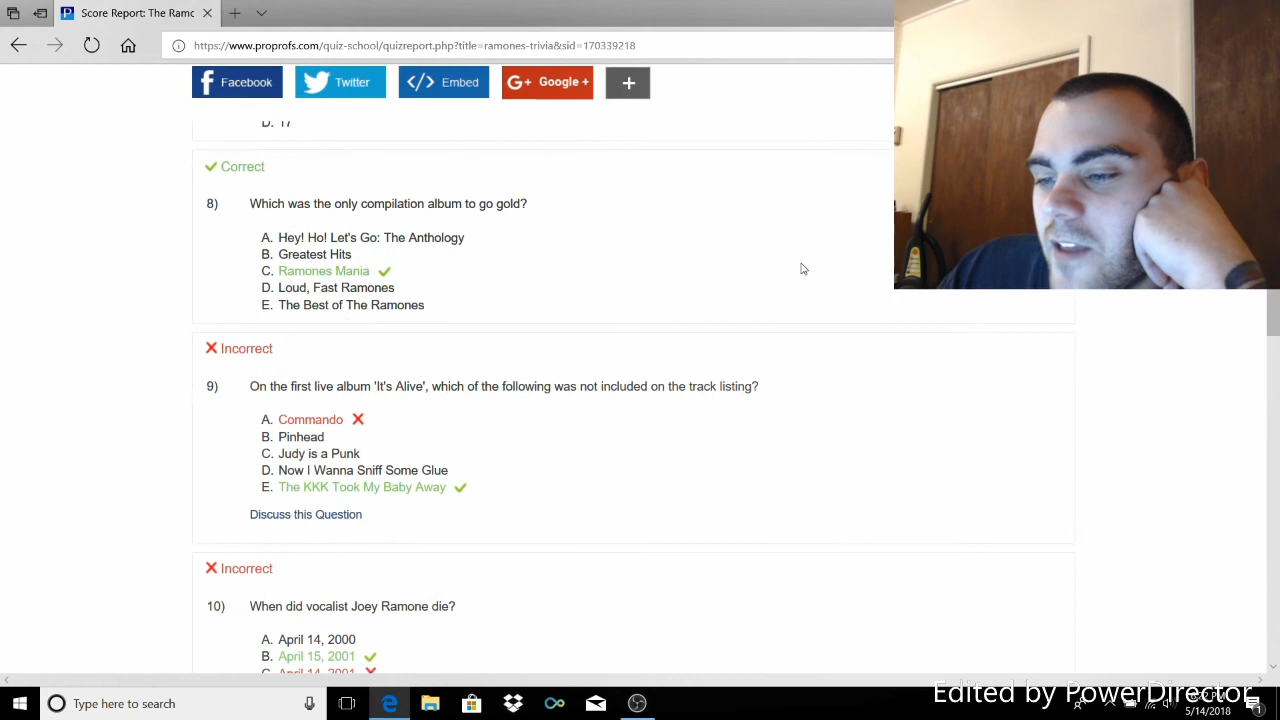 Score Report The Ram
https://www.proprofs.com/quiz-school/quizreport.php?title=ramones-trivia&sid=170339218
Facebook
Twitter
Embed
G+ Google +
D. 17
Correct
8) Which was the only compilation album to go gold?
A. Hey! Ho! Let's Go: The Anthology
B. Greatest Hits
C. Ramones Mania
D. Loud, Fast Ramones
E. The Best of The Ramones
Incorrect
9) On the first live album 'It's Alive', which of the following was not included on the track listing?
A. Commando
B. Pinhead
C. Judy is a Punk
D. Now I Wanna Sniff Some Glue
E. The KKK Took My Baby Away
Discuss this Question
Incorrect
10) When did vocalist Joey Ramone die?
A. April 14, 2000
B. April 15, 2001
C. April 14, 2001
Type here to search
Edited by PowerDirector
5/14/2018